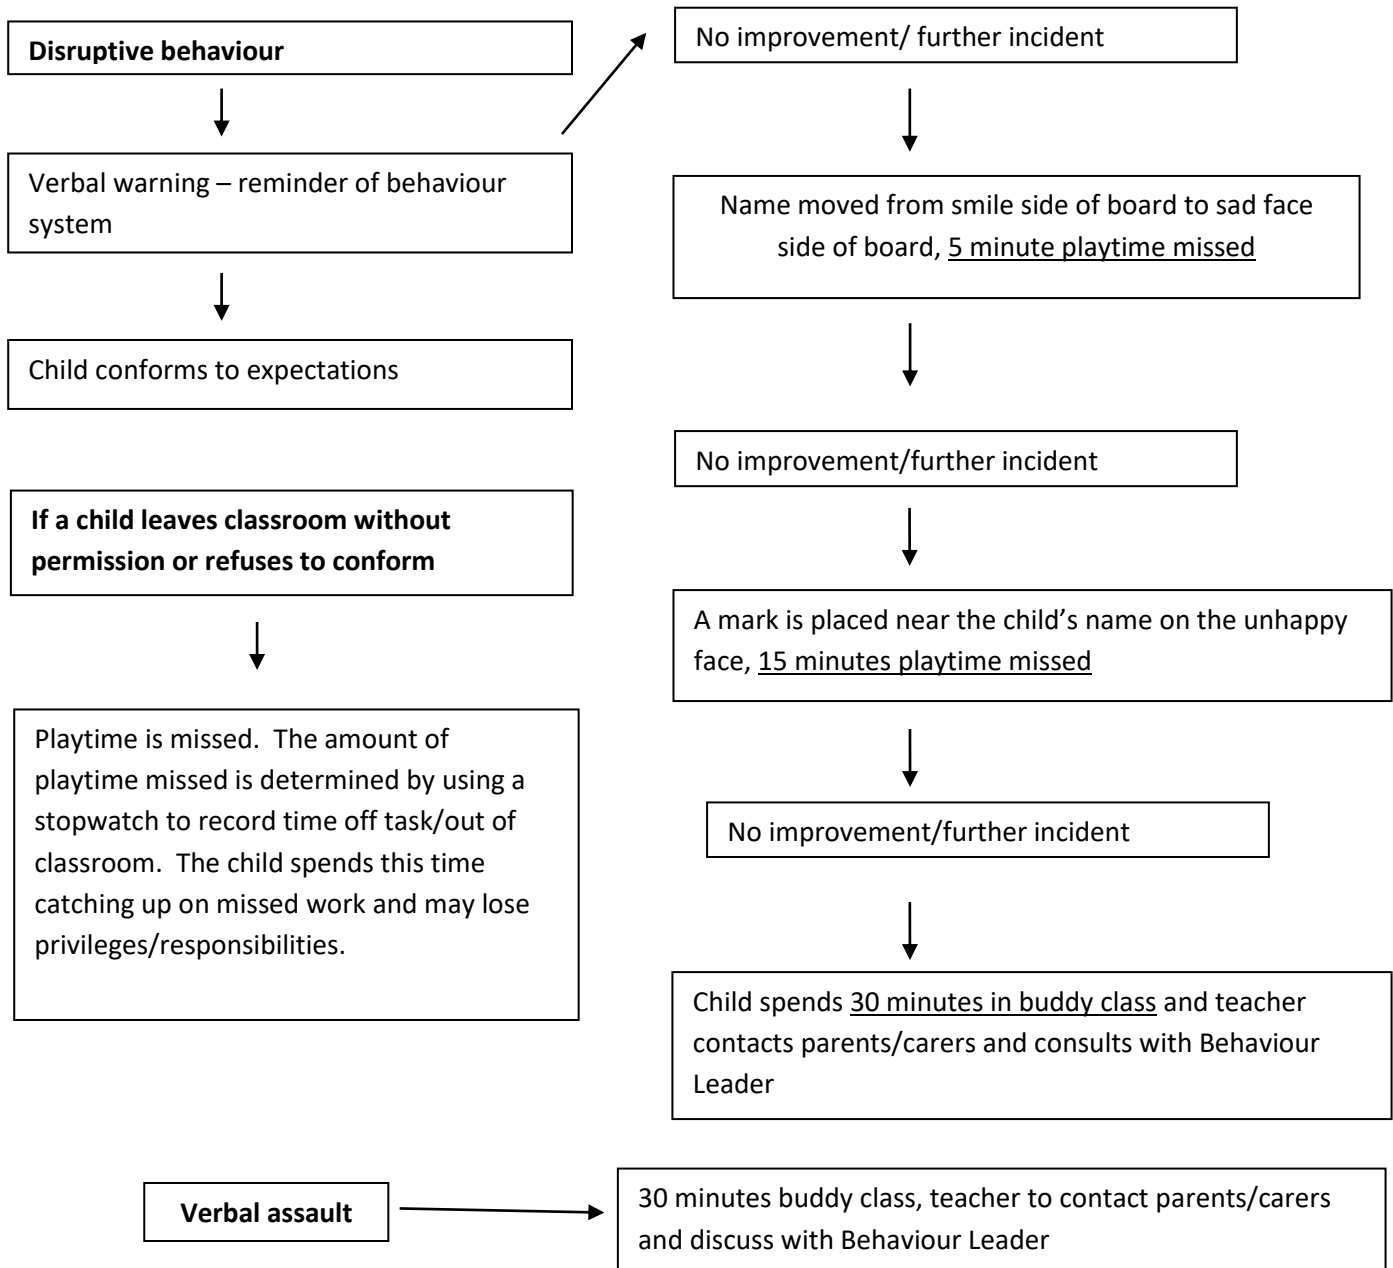 Disruptive behaviour
Verbal warning – reminder of behaviour
system
Child conforms to expectations
If a child leaves classroom without
permission or refuses to conform
Playtime is missed.  The amount of
playtime missed is determined by using a
stopwatch to record time off task/out of
classroom.  The child spends this time
catching up on missed work and may lose
privileges/responsibilities.
No improvement/ further incident
Name moved from smile side of board to sad face
side of board, 5 minute playtime missed
No improvement/further incident
A mark is placed near the child’s name on the unhappy
face, 15 minutes playtime missed
No improvement/further incident
Child spends 30 minutes in buddy class and teacher
contacts parents/carers and consults with Behaviour
Leader
Verbal assault
30 minutes buddy class, teacher to contact parents/carers
and discuss with Behaviour Leader